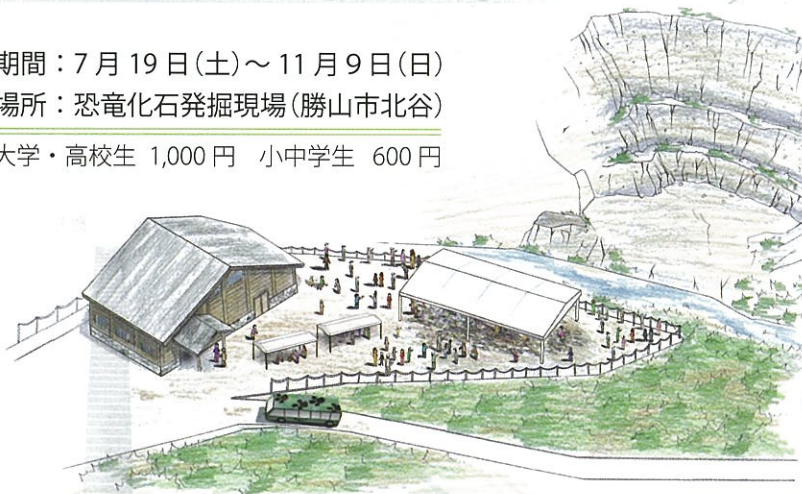 期間：7月19日（土）～11月9日（日）
場所：恐竜化石発掘現場（勝山市北谷）
大学・高校生 1,000円 小中学生 600円